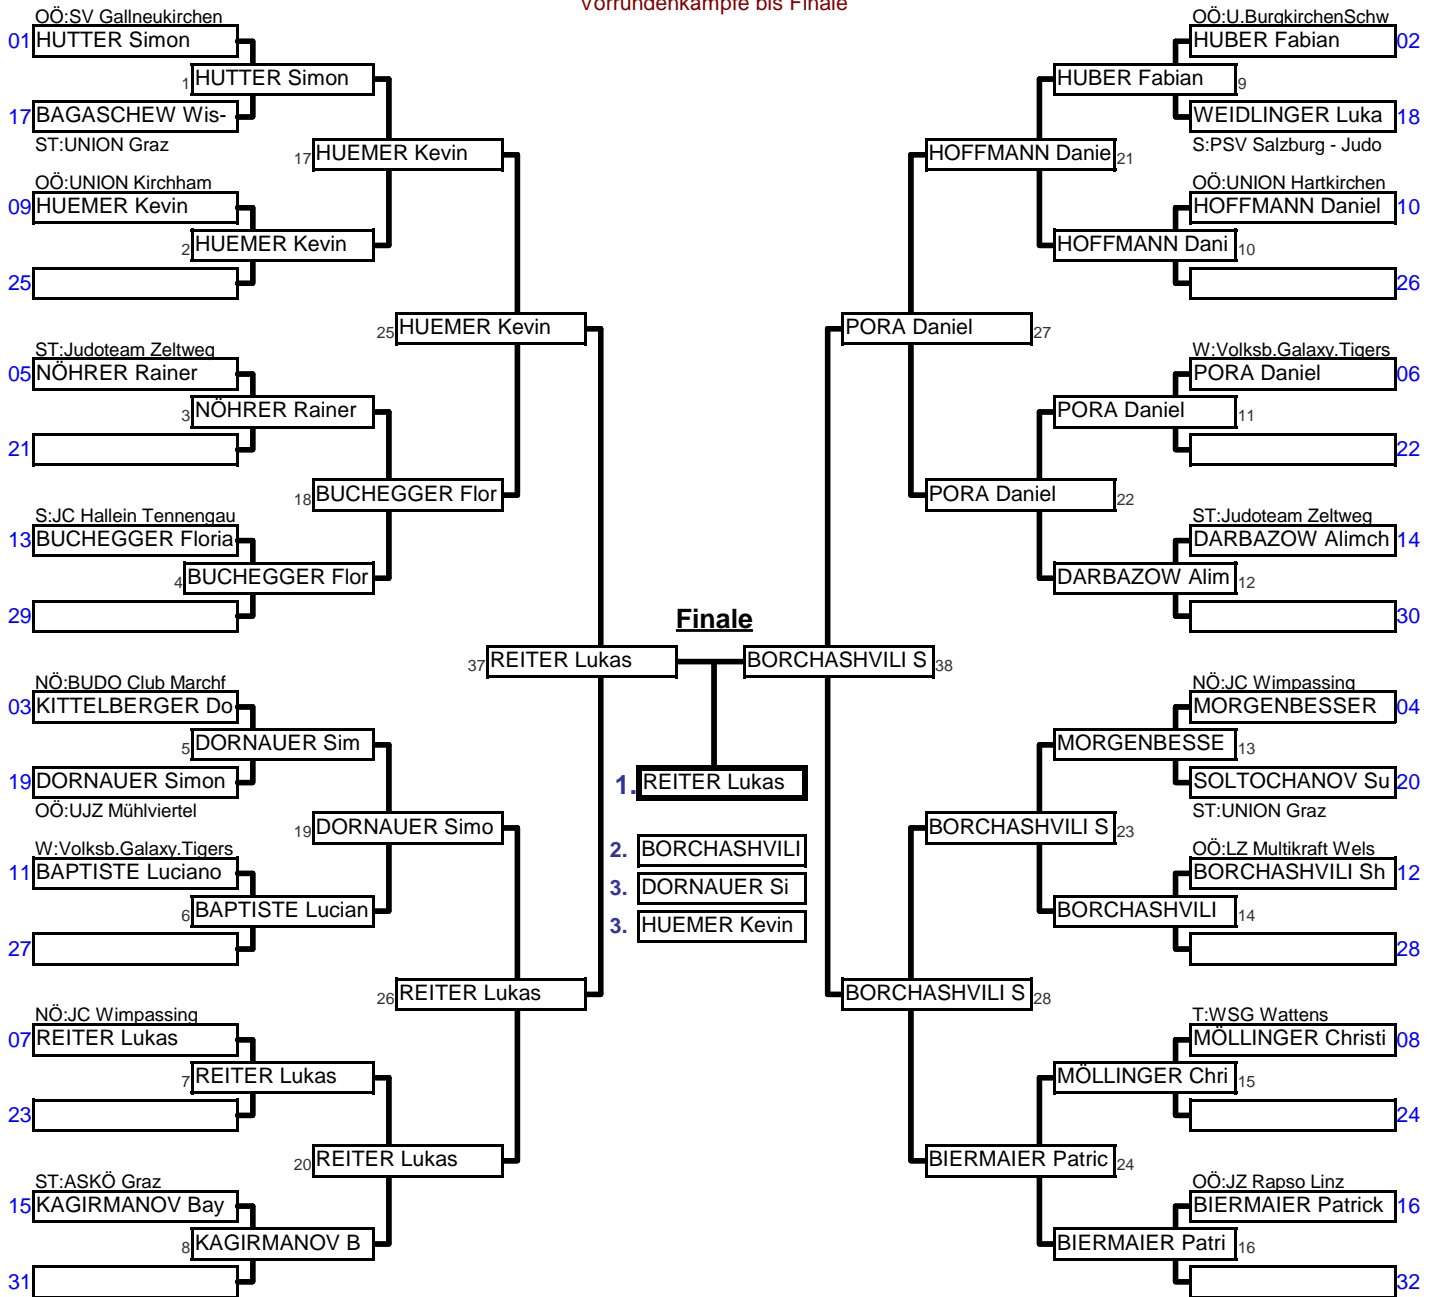 Vorrundenkämpfe bis Finale
OÖ:SV Gallneukirchen
01 HUTTER Simon
1 HUTTER Simon
17 BAGASCHEW Wis-
ST:UNION Graz
17 HUEMER Kevin
OÖ:UNION Kirchham
09 HUEMER Kevin
2 HUEMER Kevin
25
25 HUEMER Kevin
ST:Judoteam Zeltweg
05 NÖHRER Rainer
3 NÖHRER Rainer
21
18 BUCHEGGER Flor
S:JC Hallein Tennengau
13 BUCHEGGER Floria
4 BUCHEGGER Flor
29
37 REITER Lukas
NÖ:BUDO Club Marchf
03 KITTELBERGER Do
5 DORNAUER Sim
19 DORNAUER Simon
OÖ:UJZ Mühlviertel
19 DORNAUER Simo
W:Volksb.Galaxy.Tigers
11 BAPTISTE Luciano
6 BAPTISTE Lucian
27
26 REITER Lukas
NÖ:JC Wimpassing
07 REITER Lukas
7 REITER Lukas
23
20 REITER Lukas
ST:ASKÖ Graz
15 KAGIRMANOV Bay
8 KAGIRMANOV B
31
Finale
1. REITER Lukas
2. BORCHASHVILI
3. DORNAUER Si
3. HUEMER Kevin
OÖ:U.BurgkirchenSchw
HUBER Fabian 02
HUBER Fabian 9
WEIDLINGER Luka 18
S:PSV Salzburg - Judo
HOFFMANN Danie 21
OÖ:UNION Hartkirchen
HOFFMANN Daniel 10
HOFFMANN Dani 10
26
PORA Daniel 27
W:Volksb.Galaxy.Tigers
PORA Daniel 06
PORA Daniel 11
22
PORA Daniel 22
ST:Judoteam Zeltweg
DARBAZOW Alimch 14
DARBAZOW Alim 12
30
BORCHASHVILI S 38
NÖ:JC Wimpassing
MORGENBESSER 04
MORGENBESSE 13
SOLTOCHANOV Su 20
ST:UNION Graz
BORCHASHVILI S 23
OÖ:LZ Multikraft Wels
BORCHASHVILI Sh 12
BORCHASHVILI 14
28
BORCHASHVILI S 28
T:WSG Wattens
MÖLLINGER Christi 08
MÖLLINGER Chri 15
24
BIERMAIER Patric 24
OÖ:JZ Rapso Linz
BIERMAIER Patrick 16
BIERMAIER Patri 16
32